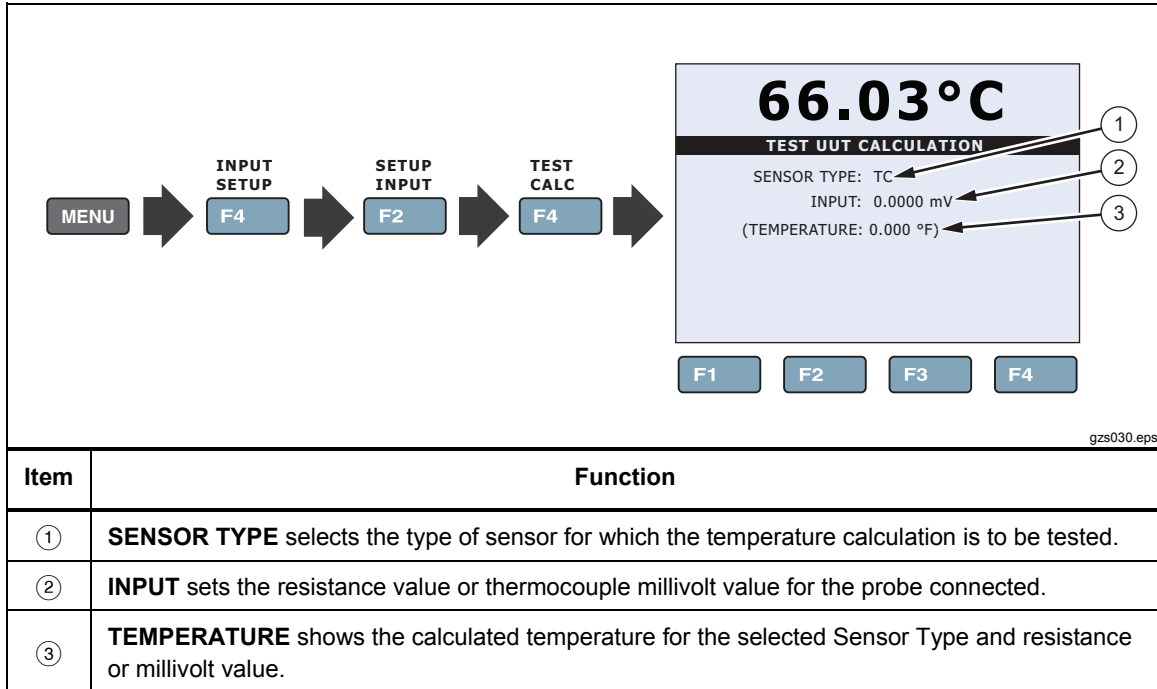 66.03°C
1
TEST UUT CALCULATION
2
INPUT
SETUP
SETUP
INPUT
TEST
CALC
SENSOR TYPE: TC
INPUT: 0.0000 mV
3
MENU
F4
F2
F4
(TEMPERATURE: 0.000 °F)
F1
F2
F3
F4
gzs030.eps
Item
Function
1
SENSOR TYPE selects the type of sensor for which the temperature calculation is to be tested.
2
INPUT sets the resistance value or thermocouple millivolt value for the probe connected.
3
TEMPERATURE shows the calculated temperature for the selected Sensor Type and resistance
or millivolt value.